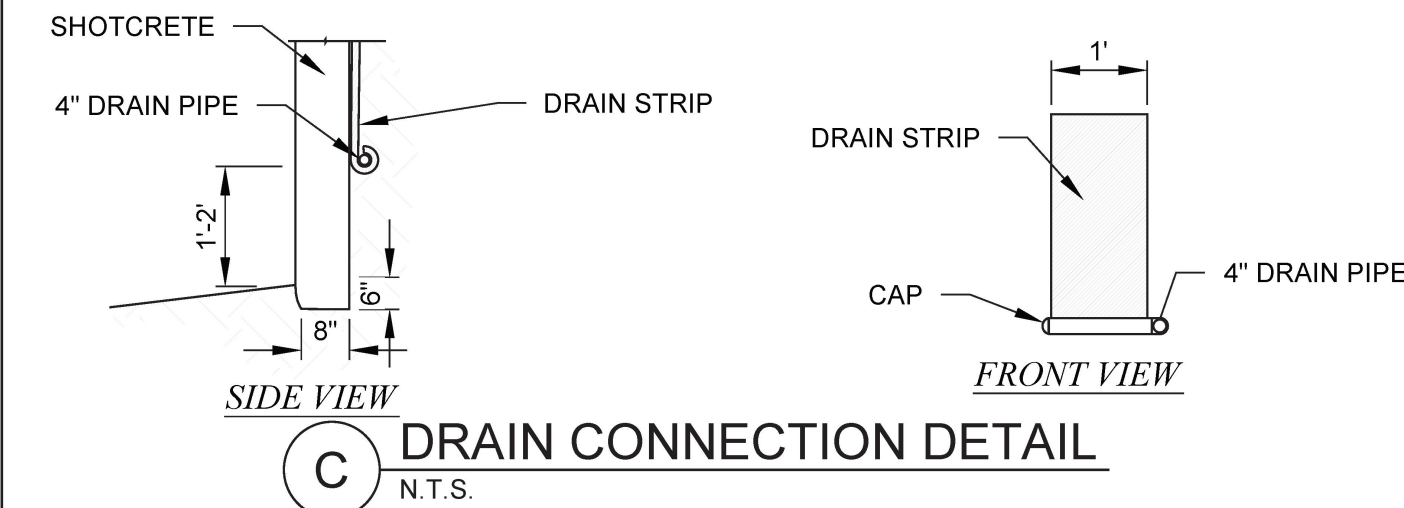 SHOTCRETE
4" DRAIN PIPE
DRAIN STRIP
1'-2'
6"
8"
SIDE VIEW
1'
DRAIN STRIP
CAP
4" DRAIN PIPE
FRONT VIEW
C
DRAIN CONNECTION DETAIL
N.T.S.